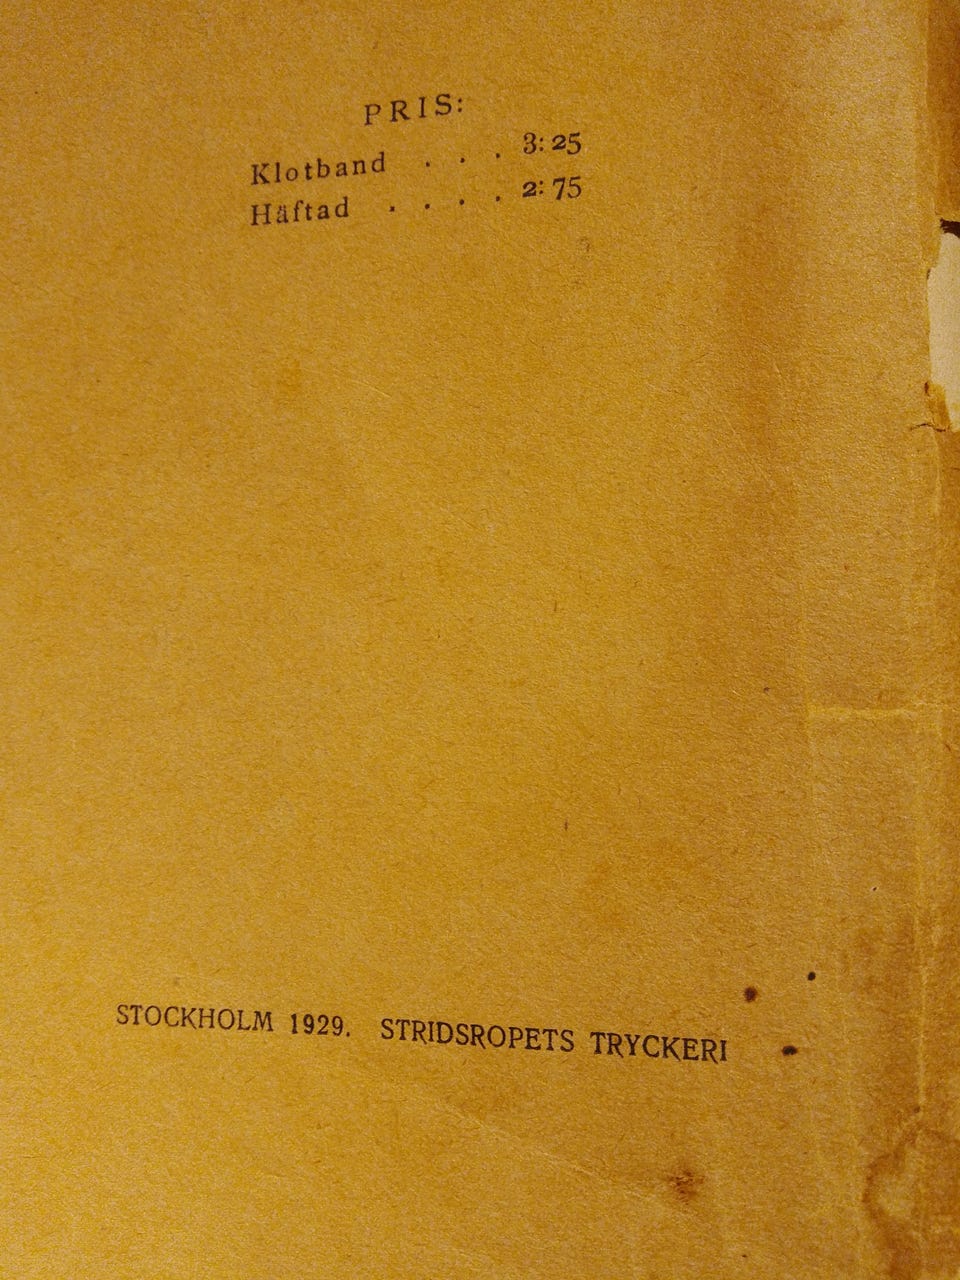 PRIS:
Klotband . . . 3:25
Häftad . . . . 2:75
STOCKHOLM 1929. STRIDSROPETS TRYCKERI